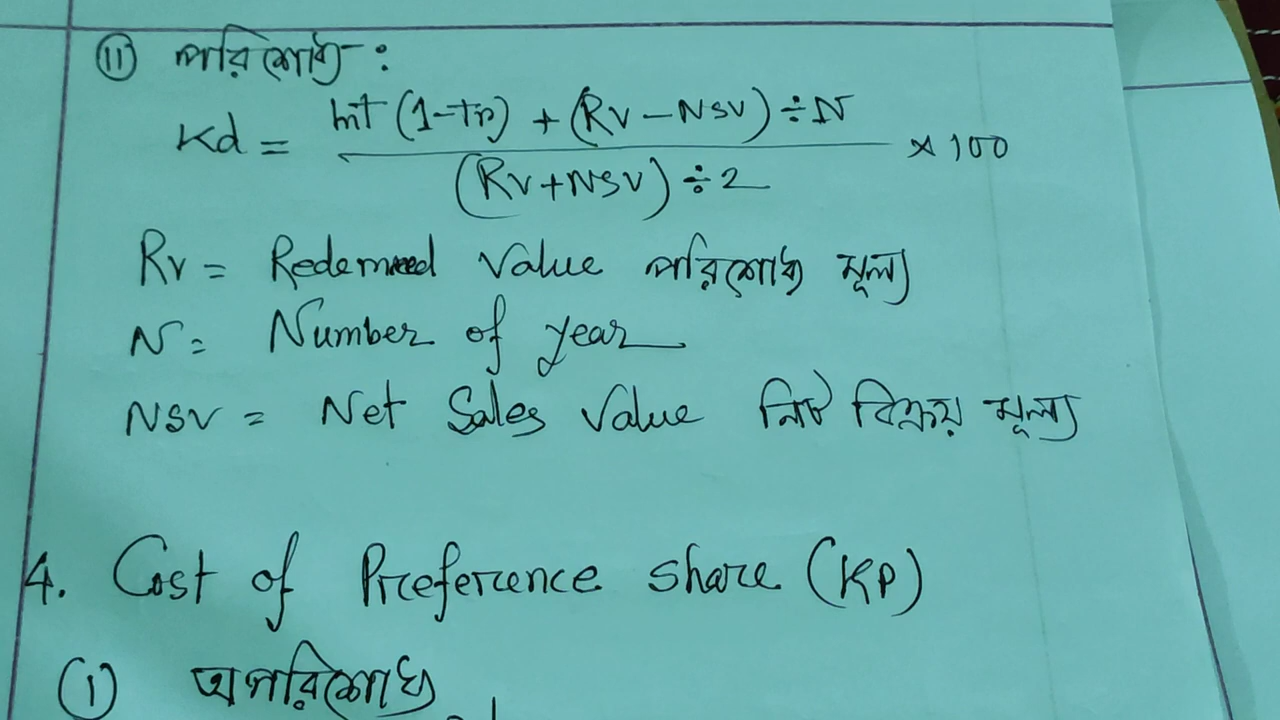 (ii) পরিশোধ্য :
Kd = Int (1-Tr) + (Rv - NSV) ÷ N
(Rv + NSV) ÷ 2
× 100
Rv = Redemeed Value পরিশোধ্য মূল্য
N = Number of year
NSV = Net Sales Value নিট বিক্রয় মূল্য
4. Cost of Preference share (KP)
(i) অপরিশোধ্য